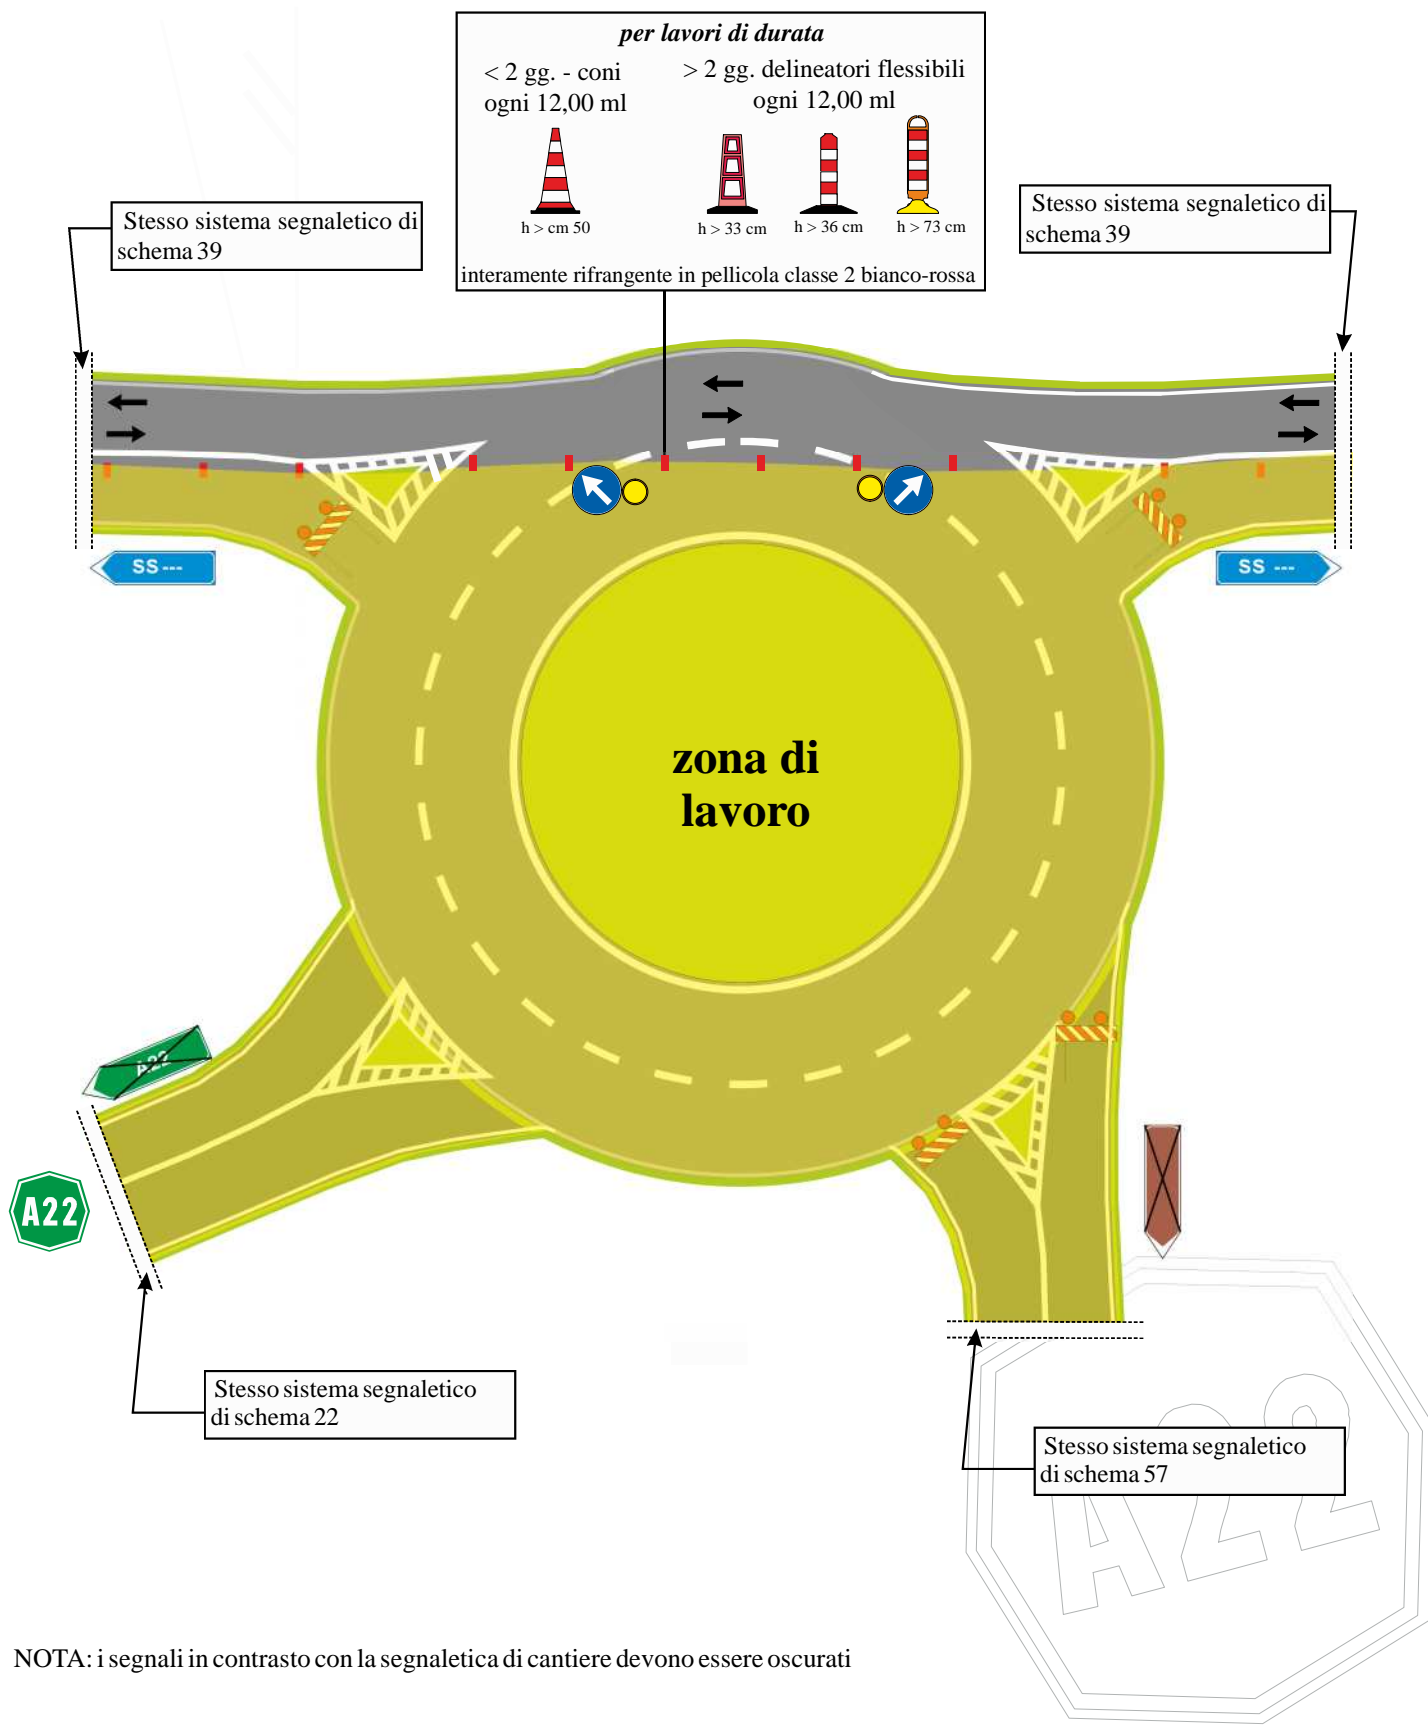 per lavori di durata
< 2 gg. - coni
ogni 12,00 ml
> 2 gg. delineatori flessibili
ogni 12,00 ml
h > cm 50
h > 33 cm
h > 36 cm
h > 73 cm
interamente rifrangente in pellicola classe 2 bianco-rossa
Stesso sistema segnaletico di
schema 39
Stesso sistema segnaletico di
schema 39
SS ---
SS ---
zona di
lavoro
A22
A22
Stesso sistema segnaletico
di schema 22
Stesso sistema segnaletico
di schema 57
A22
NOTA: i segnali in contrasto con la segnaletica di cantiere devono essere oscurati